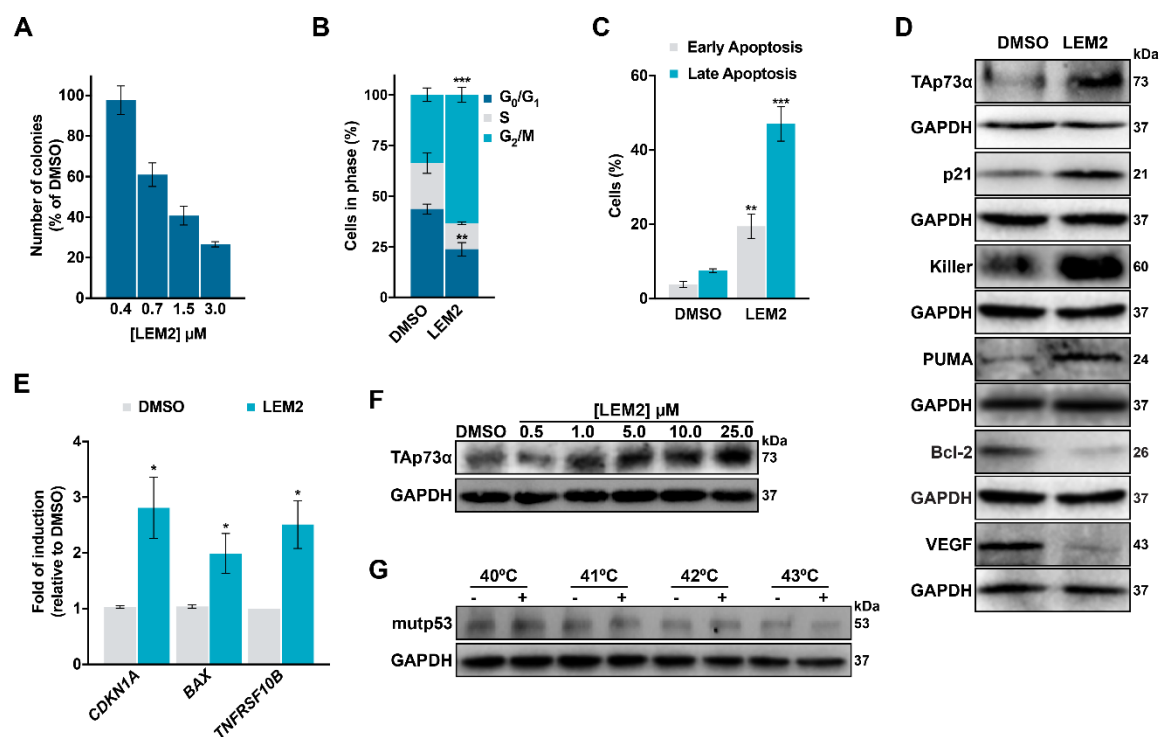 A
Number of colonies
(% of DMSO)
100
80
60
40
20
0
0.4 0.7 1.5 3.0
[LEM2] µM
B
Cells in phase (%)
100
50
0
***
**
G0/G1
S
G2/M
DMSO
LEM2
C
Early Apoptosis
Late Apoptosis
Cells (%)
60
40
20
0
**
***
DMSO LEM2
D
DMSO LEM2
kDa
TAp73α 73
GAPDH 37
p21 21
GAPDH 37
Killer 60
GAPDH 37
PUMA 24
GAPDH 37
Bcl-2 26
GAPDH 37
VEGF 43
GAPDH 37
E
DMSO LEM2
Fold of induction
(relative to DMSO)
4
3
2
1
0
* * *
CDKN1A
BAX
TNFRSF10B
F
[LEM2] µM
DMSO 0.5 1.0 5.0 10.0 25.0
kDa
TAp73α 73
GAPDH 37
G
40ºC 41ºC 42ºC 43ºC
- + - + - + - +
kDa
mutp53 53
GAPDH 37